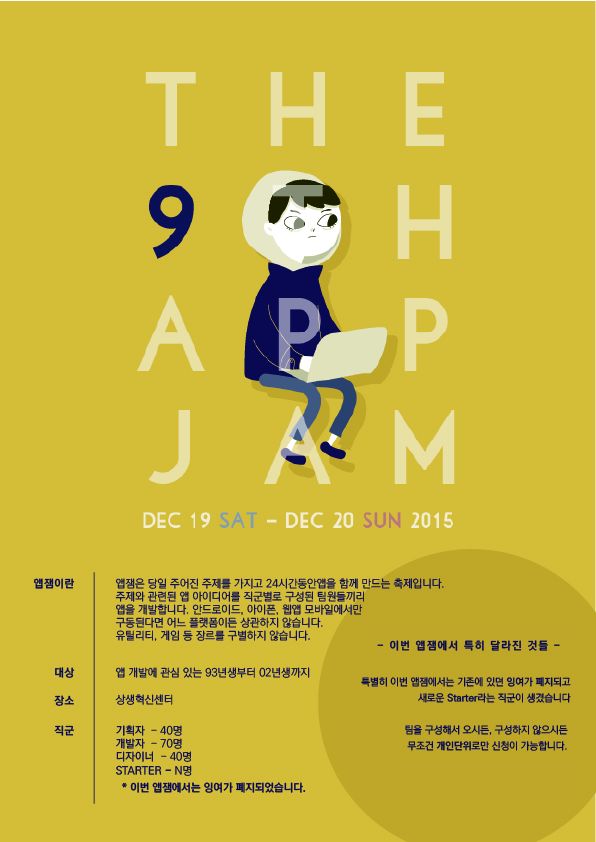 THE
9TH
APP
JAM
DEC 19 SAT - DEC 20 SUN 2015
앱잼이란
앱잼은 당일 주어진 주제를 가지고 24시간동안앱을 함께 만드는 축제입니다.
주제와 관련된 앱 아이디어를 직군별로 구성된 팀원들끼리
앱을 개발합니다. 안드로이드, 아이폰, 웹앱 모바일에서만
구동된다면 어느 플랫폼이든 상관하지 않습니다.
유틸리티, 게임 등 장르를 구별하지 않습니다.
대상
앱 개발에 관심 있는 93년생부터 02년생까지
장소
상생혁신센터
직군
기획자 - 40명
개발자 - 70명
디자이너 - 40명
STARTER - N명
* 이번 앱잼에서는 잉여가 폐지되었습니다.
- 이번 앱잼에서 특히 달라진 것들 -
특별히 이번 앱잼에서는 기존에 있던 잉여가 폐지되고
새로운 Starter라는 직군이 생겼습니다
팀을 구성해서 오시든, 구성하지 않으시든
무조건 개인단위로만 신청이 가능합니다.